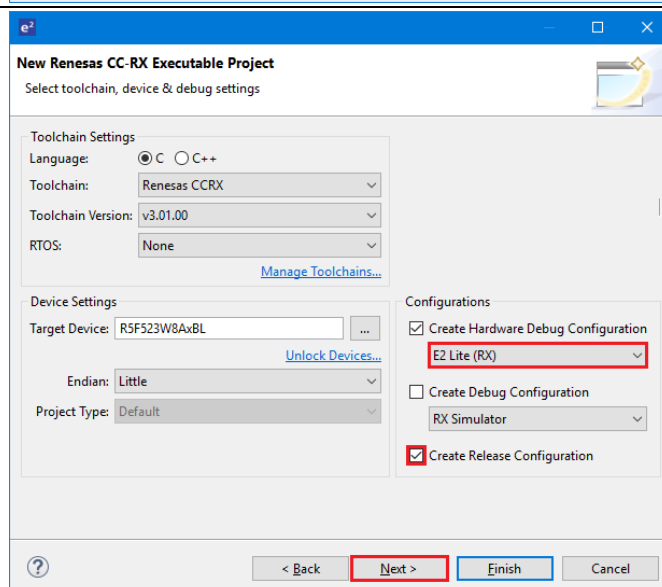 e²
New Renesas CC-RX Executable Project
Select toolchain, device & debug settings
Toolchain Settings
Language: C C++
Toolchain: Renesas CCRX
Toolchain Version: v3.01.00
RTOS: None
Manage Toolchains...
Device Settings
Target Device: R5F523W8AxBL ...
Unlock Devices...
Endian: Little
Project Type: Default
Configurations
Create Hardware Debug Configuration
E2 Lite (RX)
Create Debug Configuration
RX Simulator
Create Release Configuration
? < Back Next > Finish Cancel